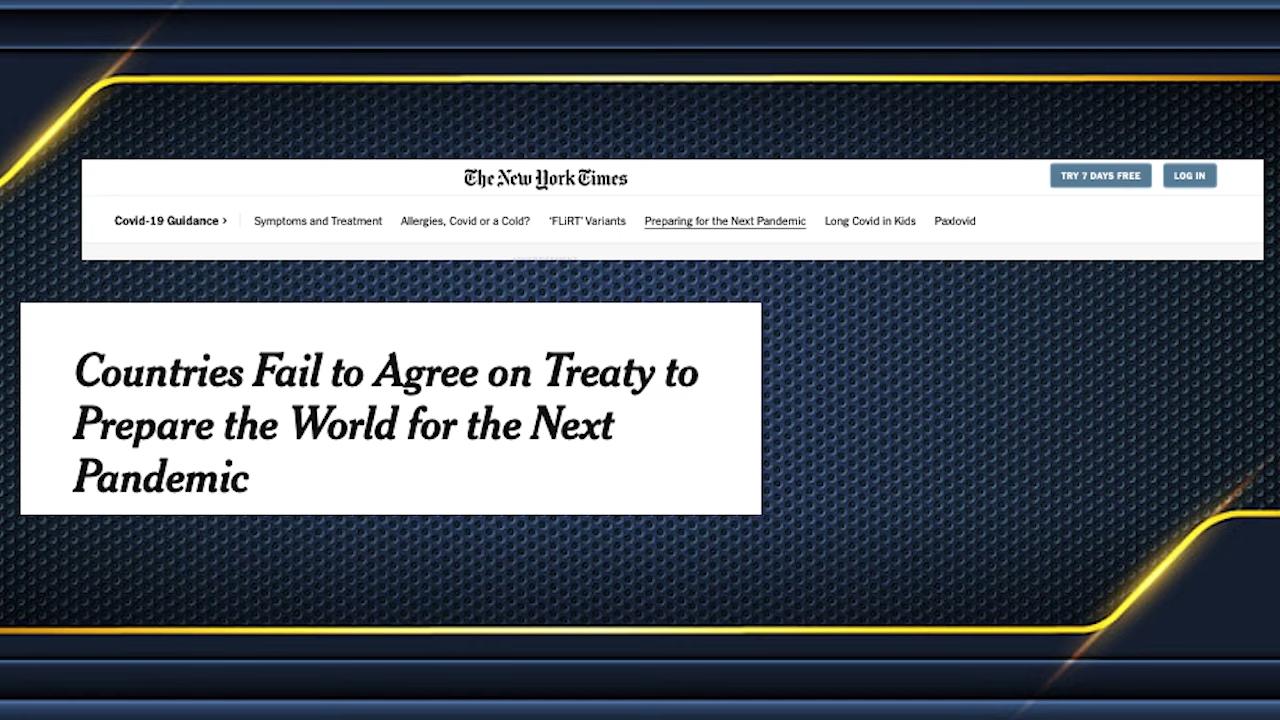 The New York Times
TRY 7 DAYS FREE
LOG IN
Covid-19 Guidance >
Symptoms and Treatment
Allergies, Covid or a Cold?
‘FLiRT’ Variants
Preparing for the Next Pandemic
Long Covid in Kids
Paxlovid
Countries Fail to Agree on Treaty to
Prepare the World for the Next
Pandemic